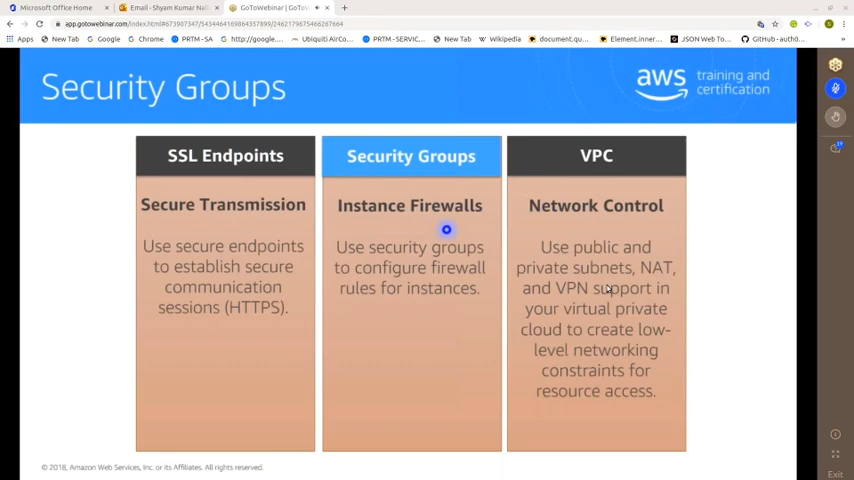 Microsoft Office Home
Email - Shyam Kumar Nal
GoToWebinar | GoToW
app.gotowebinar.com/index.html#673907347/5434464169864337899/2462179675466267664
Apps
New Tab
Google
Chrome
PRTM -SA
http://google....
Ubiquiti AirCo...
PRTM -SERVIC...
New Tab
Wikipedia
document.qu...
Element.inner...
JSON Web To...
GitHub - auth0...
Security Groups
aws training and
certification
SSL Endpoints
Secure Transmission
Use secure endpoints
to establish secure
communication
sessions (HTTPS).
Security Groups
Instance Firewalls
Use security groups
to configure firewall
rules for instances.
VPC
Network Control
Use public and
private subnets, NAT,
and VPN support in
your virtual private
cloud to create low-
level networking
constraints for
resource access.
© 2018, Amazon Web Services, Inc. or its Affiliates. All rights reserved.
Exit